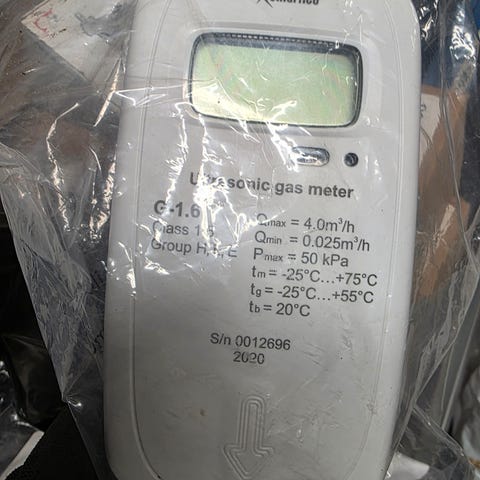 Ultrasonic gas meter
G-1.6
Class 1.5
Group H, L, E
Qmax = 4.0m³/h
Qmin = 0.025m³/h
Pmax = 50 kPa
tm = -25°C...+75°C
tg = -25°C...+55°C
tb = 20°C
S/n 0012696
2020